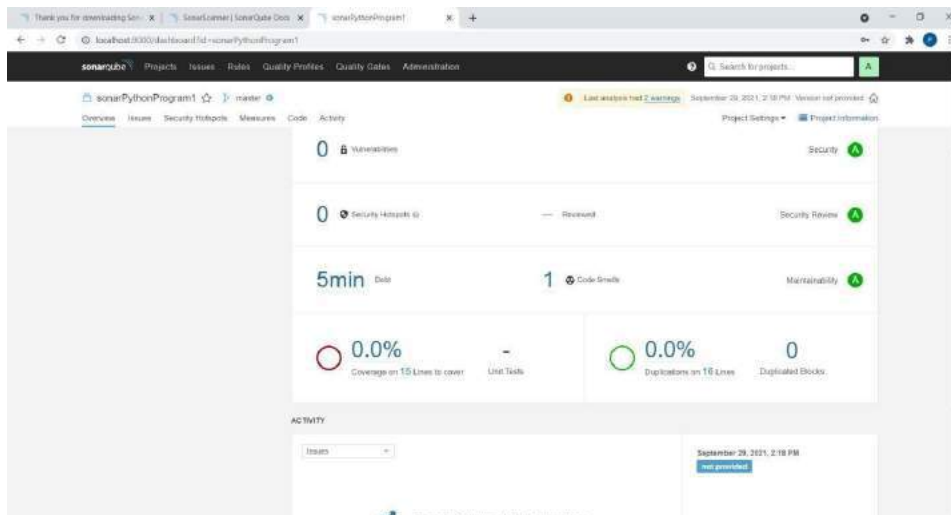 Thank you for downloading Son
SonarScanner | SonarQube Docs
sonarPythonProgram1
localhost:9000/dashboard?id=sonarPythonProgram1
sonarqube Projects Issues Rules Quality Profiles Quality Gates Administration
Search for projects...
A
sonarPythonProgram1 master
Last analysis had 2 warnings September 29, 2021, 2:18 PM Version not provided
Overview Issues Security Hotspots Measures Code Activity
Project Settings Project Information
0 Vulnerabilities Security A
0 Security Hotspots Reviewed Security Review A
5min Debt 1 Code Smells Maintainability A
0.0% - 0.0% 0
Coverage on 15 Lines to cover Unit Tests Duplications on 16 Lines Duplicated Blocks
ACTIVITY
Issues
September 29, 2021, 2:18 PM
not provided